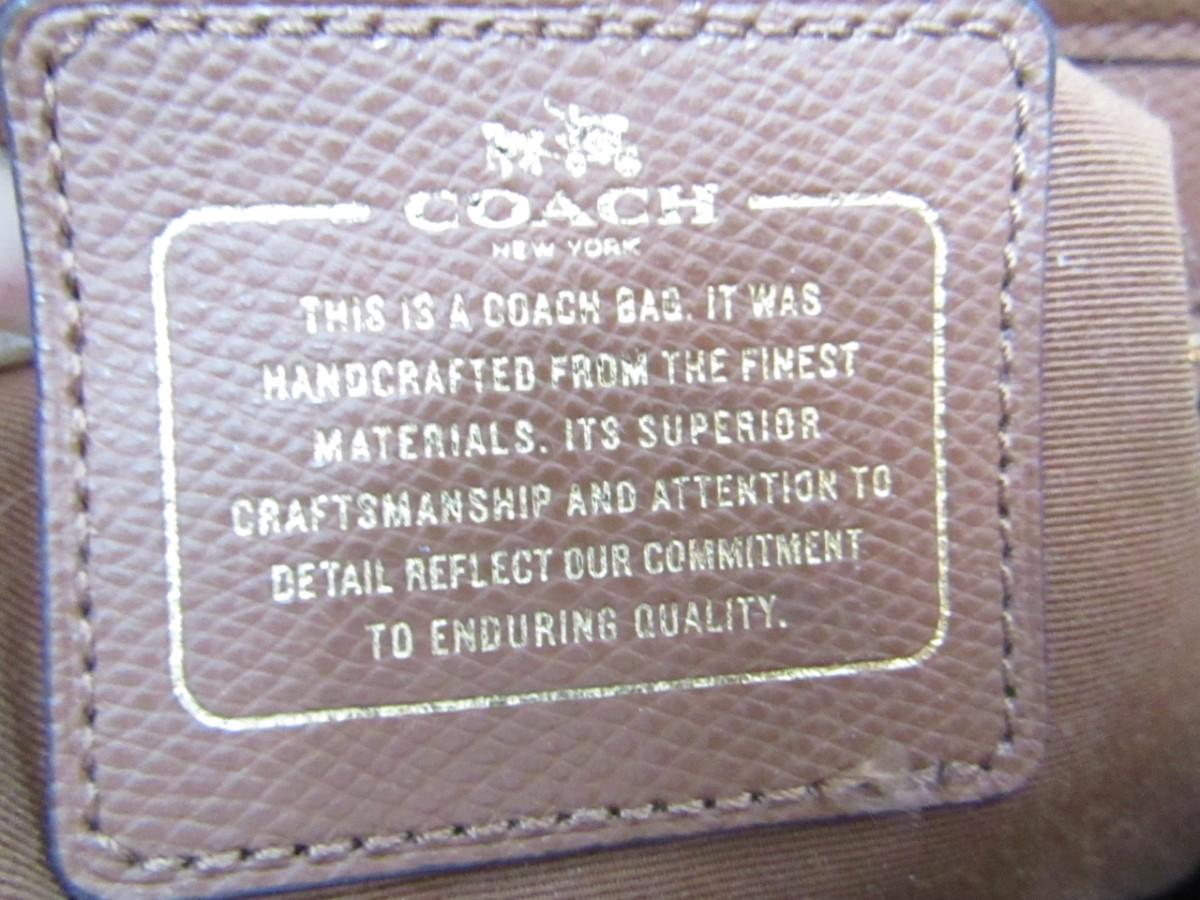 COACH
NEW YORK
THIS IS A COACH BAG. IT WAS
HANDCRAFTED FROM THE FINEST
MATERIALS. ITS SUPERIOR
CRAFTSMANSHIP AND ATTENTION TO
DETAIL REFLECT OUR COMMITMENT
TO ENDURING QUALITY.